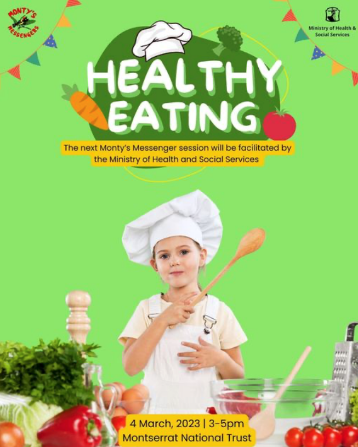 MONTY'S
MESSENGERS
Ministry of Health &
Social Services
HEALTHY
EATING
The next Monty's Messenger session will be facilitated by
the Ministry of Health and Social Services
4 March, 2023 | 3-5pm
Montserrat National Trust